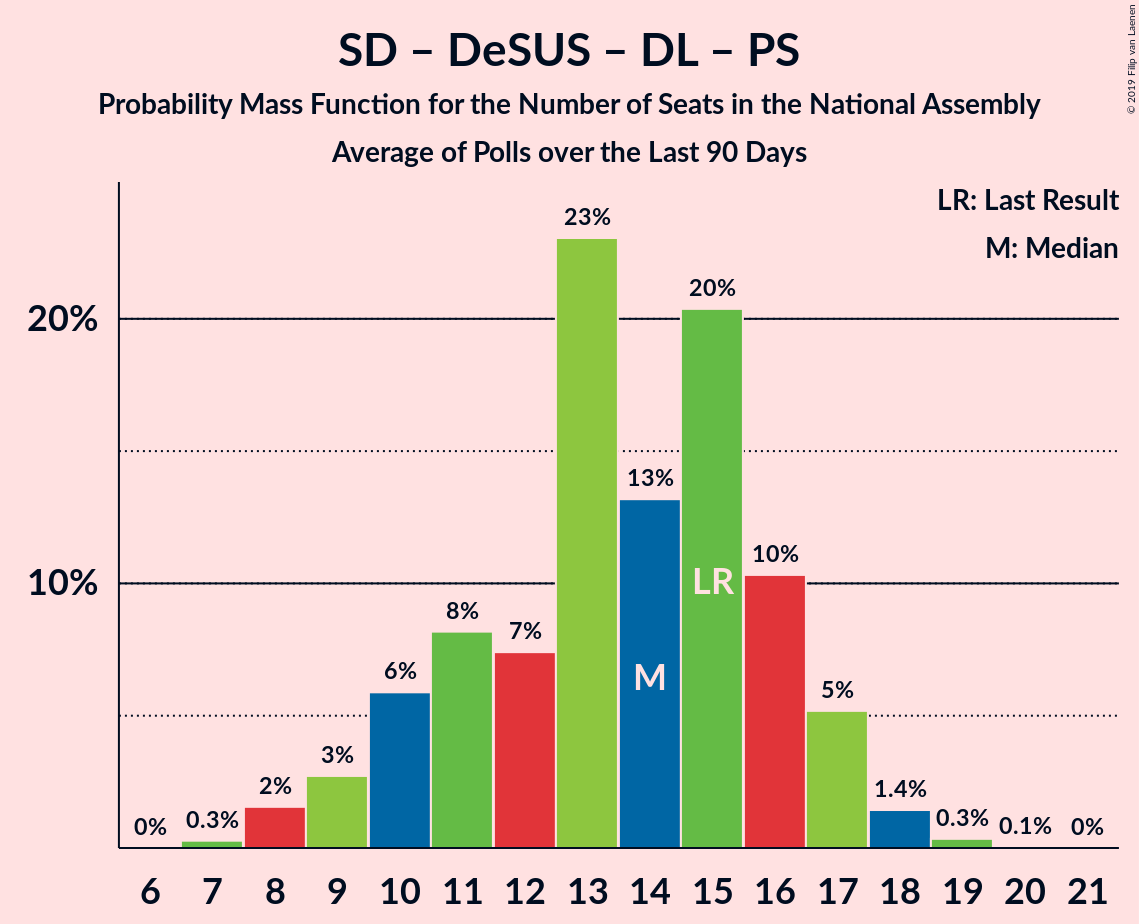 SD – DeSUS – DL – PS
Probability Mass Function for the Number of Seats in the National Assembly
Average of Polls over the Last 90 Days
© 2019 Filip van Laenen
LR: Last Result
M: Median
20%
10%
0%
0.3%
2%
3%
6%
8%
7%
23%
13%
20%
10%
5%
1.4%
0.3%
0.1%
0%
M
LR
6 7 8 9 10 11 12 13 14 15 16 17 18 19 20 21